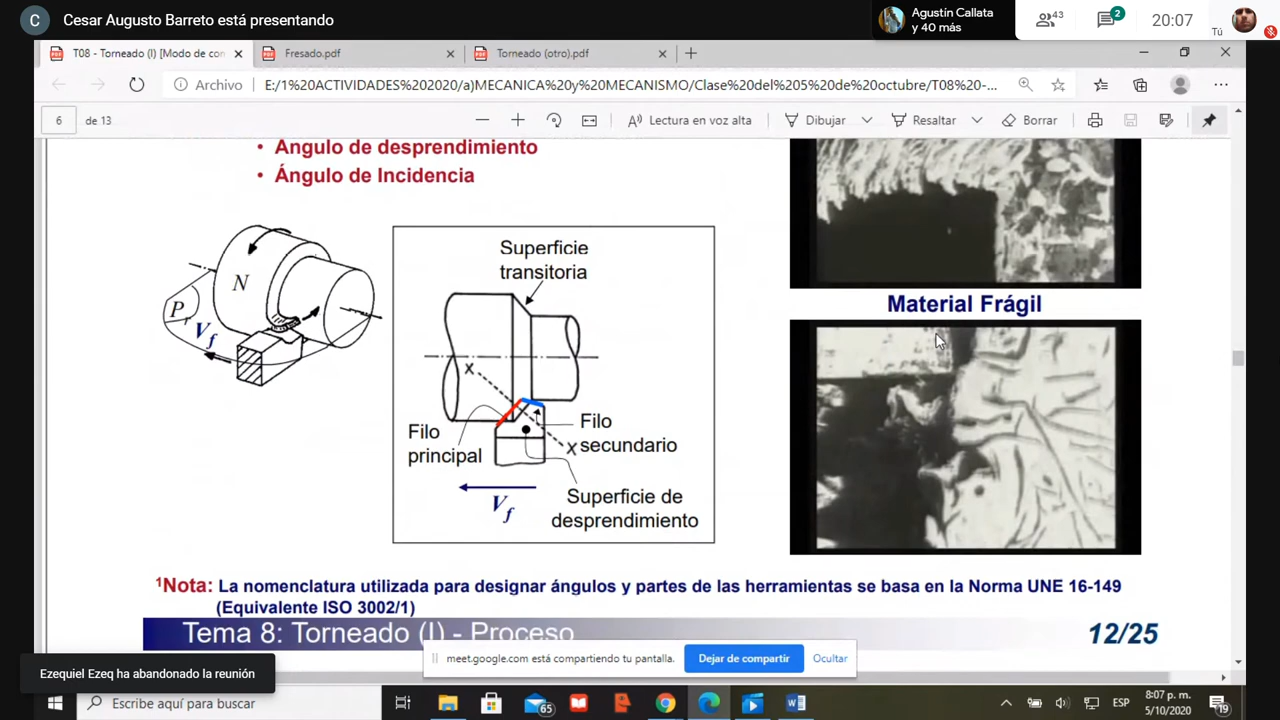 C Cesar Augusto Barreto está presentando
Agustín Callata
y 40 más
43
2
20:07
Tú
T08 - Torneado (I) [Modo de con
Fresado.pdf
Torneado (otro).pdf
Archivo
E:/1%20ACTIVIDADES%202020/a)MECANICA%20y%20MECANISMO/Clase%20del%205%20de%20octubre/T08%20-...
6 de 13
Lectura en voz alta
Dibujar
Resaltar
Borrar
• Angulo de desprendimiento
• Ángulo de Incidencia
N
Pr
Vf
Superficie
transitoria
x
Filo
principal
Filo
x secundario
Superficie de
desprendimiento
Vf
Material Frágil
1Nota: La nomenclatura utilizada para designar ángulos y partes de las herramientas se basa en la Norma UNE 16-149
(Equivalente ISO 3002/1)
Tema 8: Torneado (I) - Proceso
12/25
meet.google.com está compartiendo tu pantalla.
Dejar de compartir
Ocultar
Ezequiel Ezeq ha abandonado la reunión
Escribe aquí para buscar
65
ESP
8:07 p. m.
5/10/2020
19